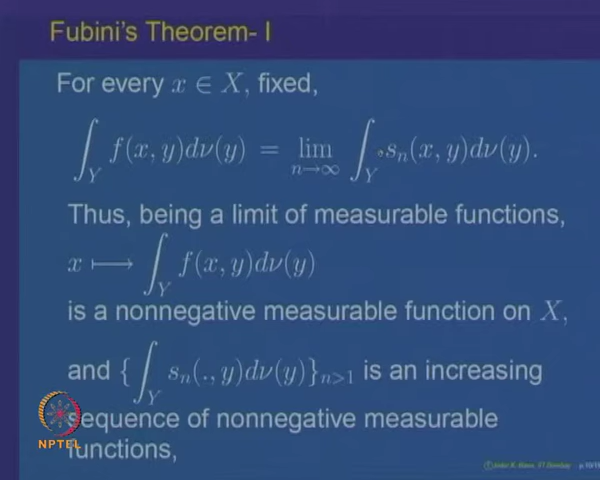 Fubini's Theorem- I
For every x ∈ X, fixed,
∫_Y f(x, y)dν(y) = lim_{n→∞} ∫_Y s_n(x, y)dν(y).
Thus, being a limit of measurable functions,
x ⟼ ∫_Y f(x, y)dν(y)
is a nonnegative measurable function on X,
and {∫_Y s_n(., y)dν(y)}_{n>1} is an increasing
sequence of nonnegative measurable
functions,
NPTEL